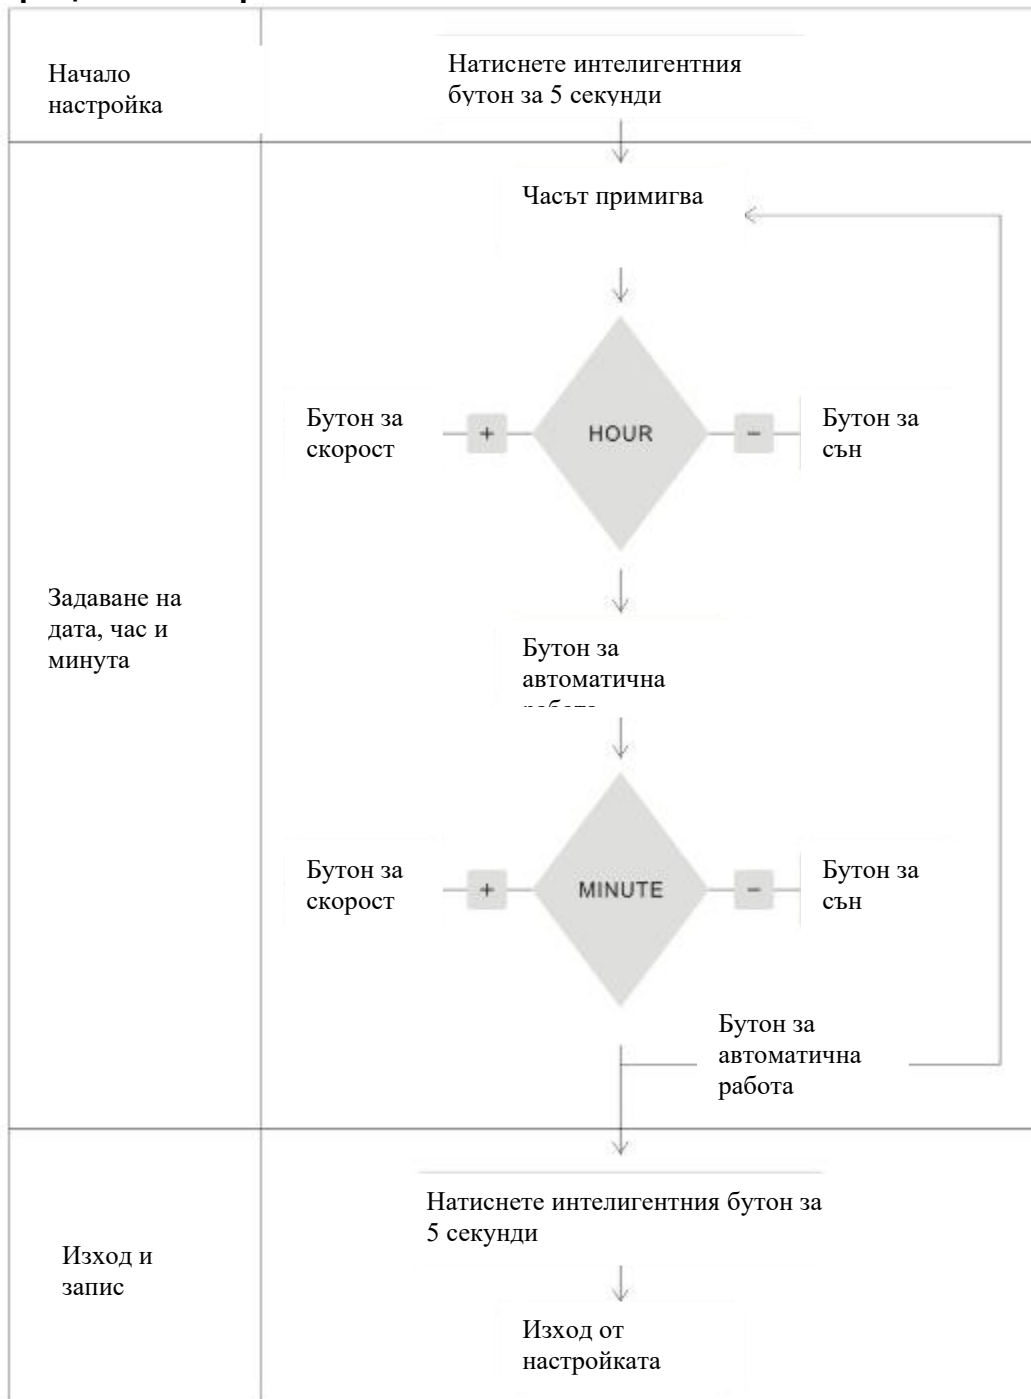 Начало
настройка
Натиснете интелигентния
бутон за 5 секунди
Часът примигва
Бутон за
скорост
+
HOUR
−
Бутон за
сън
Задаване на
дата, час и
минута
Бутон за
автоматична
Бутон за
скорост
+
MINUTE
−
Бутон за
сън
Бутон за
автоматична
работа
Натиснете интелигентния бутон за
5 секунди
Изход и
запис
Изход от
настройката